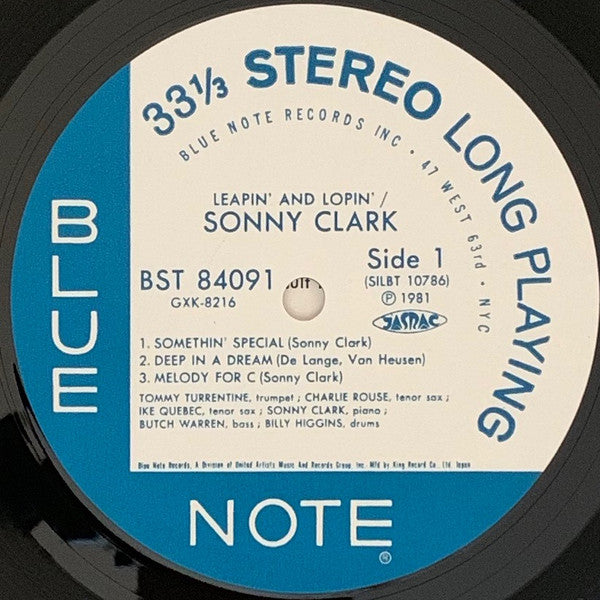 33⅓ STEREO LONG PLAYING
BLUE NOTE RECORDS INC • 47 WEST 63rd • NYC
LEAPIN' AND LOPIN' /
SONNY CLARK
BST 84091
GXK-8216
Side 1
(SILBT 10786)
Ⓟ 1981
JASRAC
1. SOMETHIN' SPECIAL (Sonny Clark)
2. DEEP IN A DREAM (De Lange, Van Heusen)
3. MELODY FOR C (Sonny Clark)
TOMMY TURRENTINE, trumpet ; CHARLIE ROUSE, tenor sax ;
IKE QUEBEC, tenor sax ; SONNY CLARK, piano ;
BUTCH WARREN, bass ; BILLY HIGGINS, drums
Blue Note Records, A Division of United Artists Music And Records Group, Inc. Mfd by King Record Co., Ltd. Japan
BLUE
NOTE
®